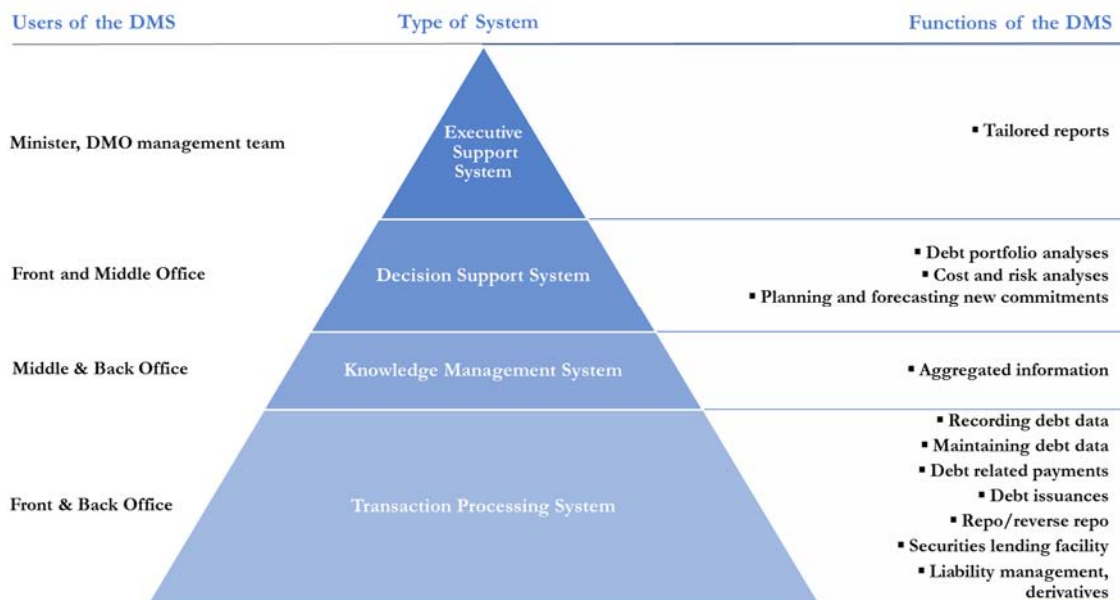 Users of the DMS
Type of System
Functions of the DMS
Minister, DMO management team
Executive
Support
System
▪ Tailored reports
Front and Middle Office
Decision Support System
▪ Debt portfolio analyses
▪ Cost and risk analyses
▪ Planning and forecasting new commitments
Middle & Back Office
Knowledge Management System
▪ Aggregated information
Front & Back Office
Transaction Processing System
▪ Recording debt data
▪ Maintaining debt data
▪ Debt related payments
▪ Debt issuances
▪ Repo/reverse repo
▪ Securities lending facility
▪ Liability management,
derivatives